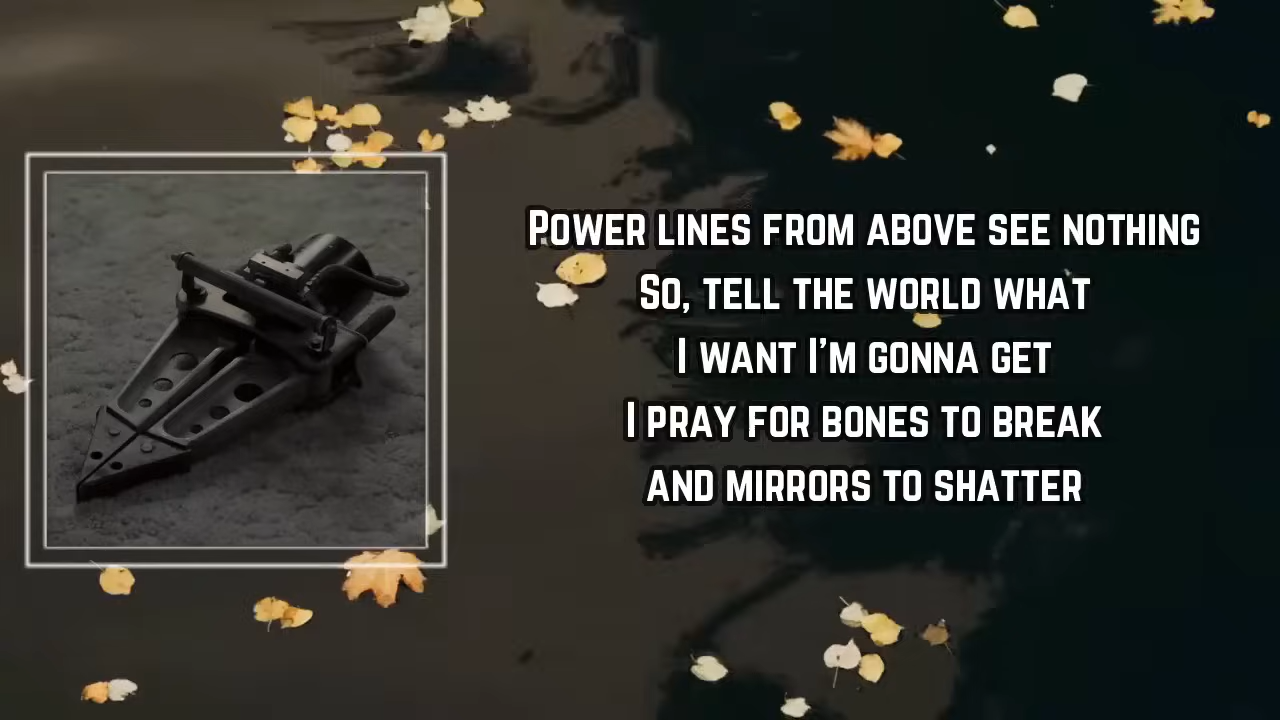 Power lines from above see nothing
So, tell the world what
I want I'm gonna get
I pray for bones to break
and mirrors to shatter